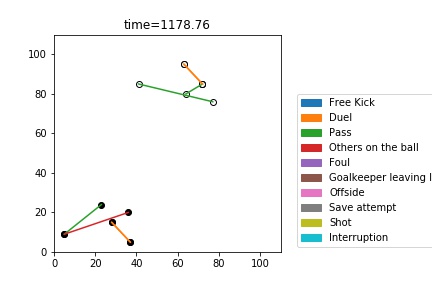 time=1178.76
100
80
60
40
20
0
0 20 40 60 80 100
Free Kick
Duel
Pass
Others on the ball
Foul
Goalkeeper leaving l
Offside
Save attempt
Shot
Interruption